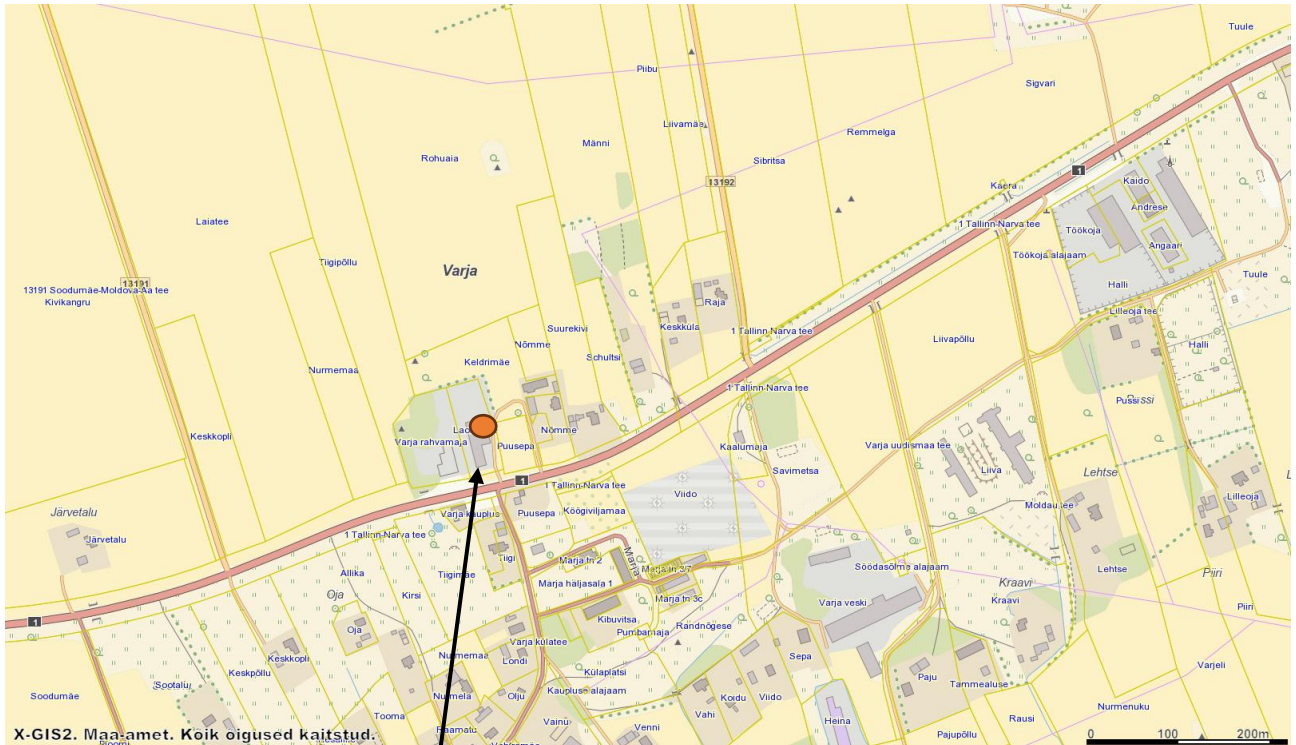 Tuule
Piibu
Sigvari
Liivamäe
Remmelga
Männi
Rohuaia
Sibritsa
13192
Kaido
1
Kaera
Andrese
Laiatee
1 Tallinn-Narva tee
Töökoja
Angaari
Töökoja alajaam
Tiigipõllu
Varja
Tuule
13191
Halli
13191 Soodumäe-Moldova-Aa tee
Kivikangru
Raja
Lilleoja tee
Suurekivi
Keskküla
1 Tallinn-Narva tee
Liivapõllu
Nõmme
Halli
Keldrimäe
Schultsi
Nurmemaa
1 Tallinn-Narva tee
Pussi
Nõmme
Keskkopli
Varja rahvamaja
Puusepa
Kaalumaja
Varja uudismaa tee
Savimetsa
Liiva
Lehtse
1
1 Tallinn-Narva tee
Viido
Lilleoja
Järvetalu
Varja kauplus
Puusepa
Köögiviljamaa
Moldau tee
1 Tallinn-Narva tee
Järvetalu
Tiigi
Marja tn 2
Marja
Marja tn 3/7
Söödasõlme alajaam
Lehtse
Allika
Tiigimäe
Marja haljasala 1
Marja tn 3c
Kraavi
Piiri
Oja
Kirsi
Kibuvitsa
Varja veski
Kraavi
Piiri
1
Oja
Pumbamaja
Randnõgese
Varja külatee
Nurmemaa
Londi
Sepa
Keskkopli
Külaplatsi
Varjeli
Keskpõllu
Paju
Tammealuse
Sootalu
Nurmela
Olju
Kaupluse alajaam
Koidu
Viido
Soodumäe
Nurmenuku
Tooma
Vahi
Rausi
Vainu
Heina
Raamatu
Venni
Pajupõllu
X-GIS2. Maa-amet. Kõik õigused kaitstud.
0 100 200m